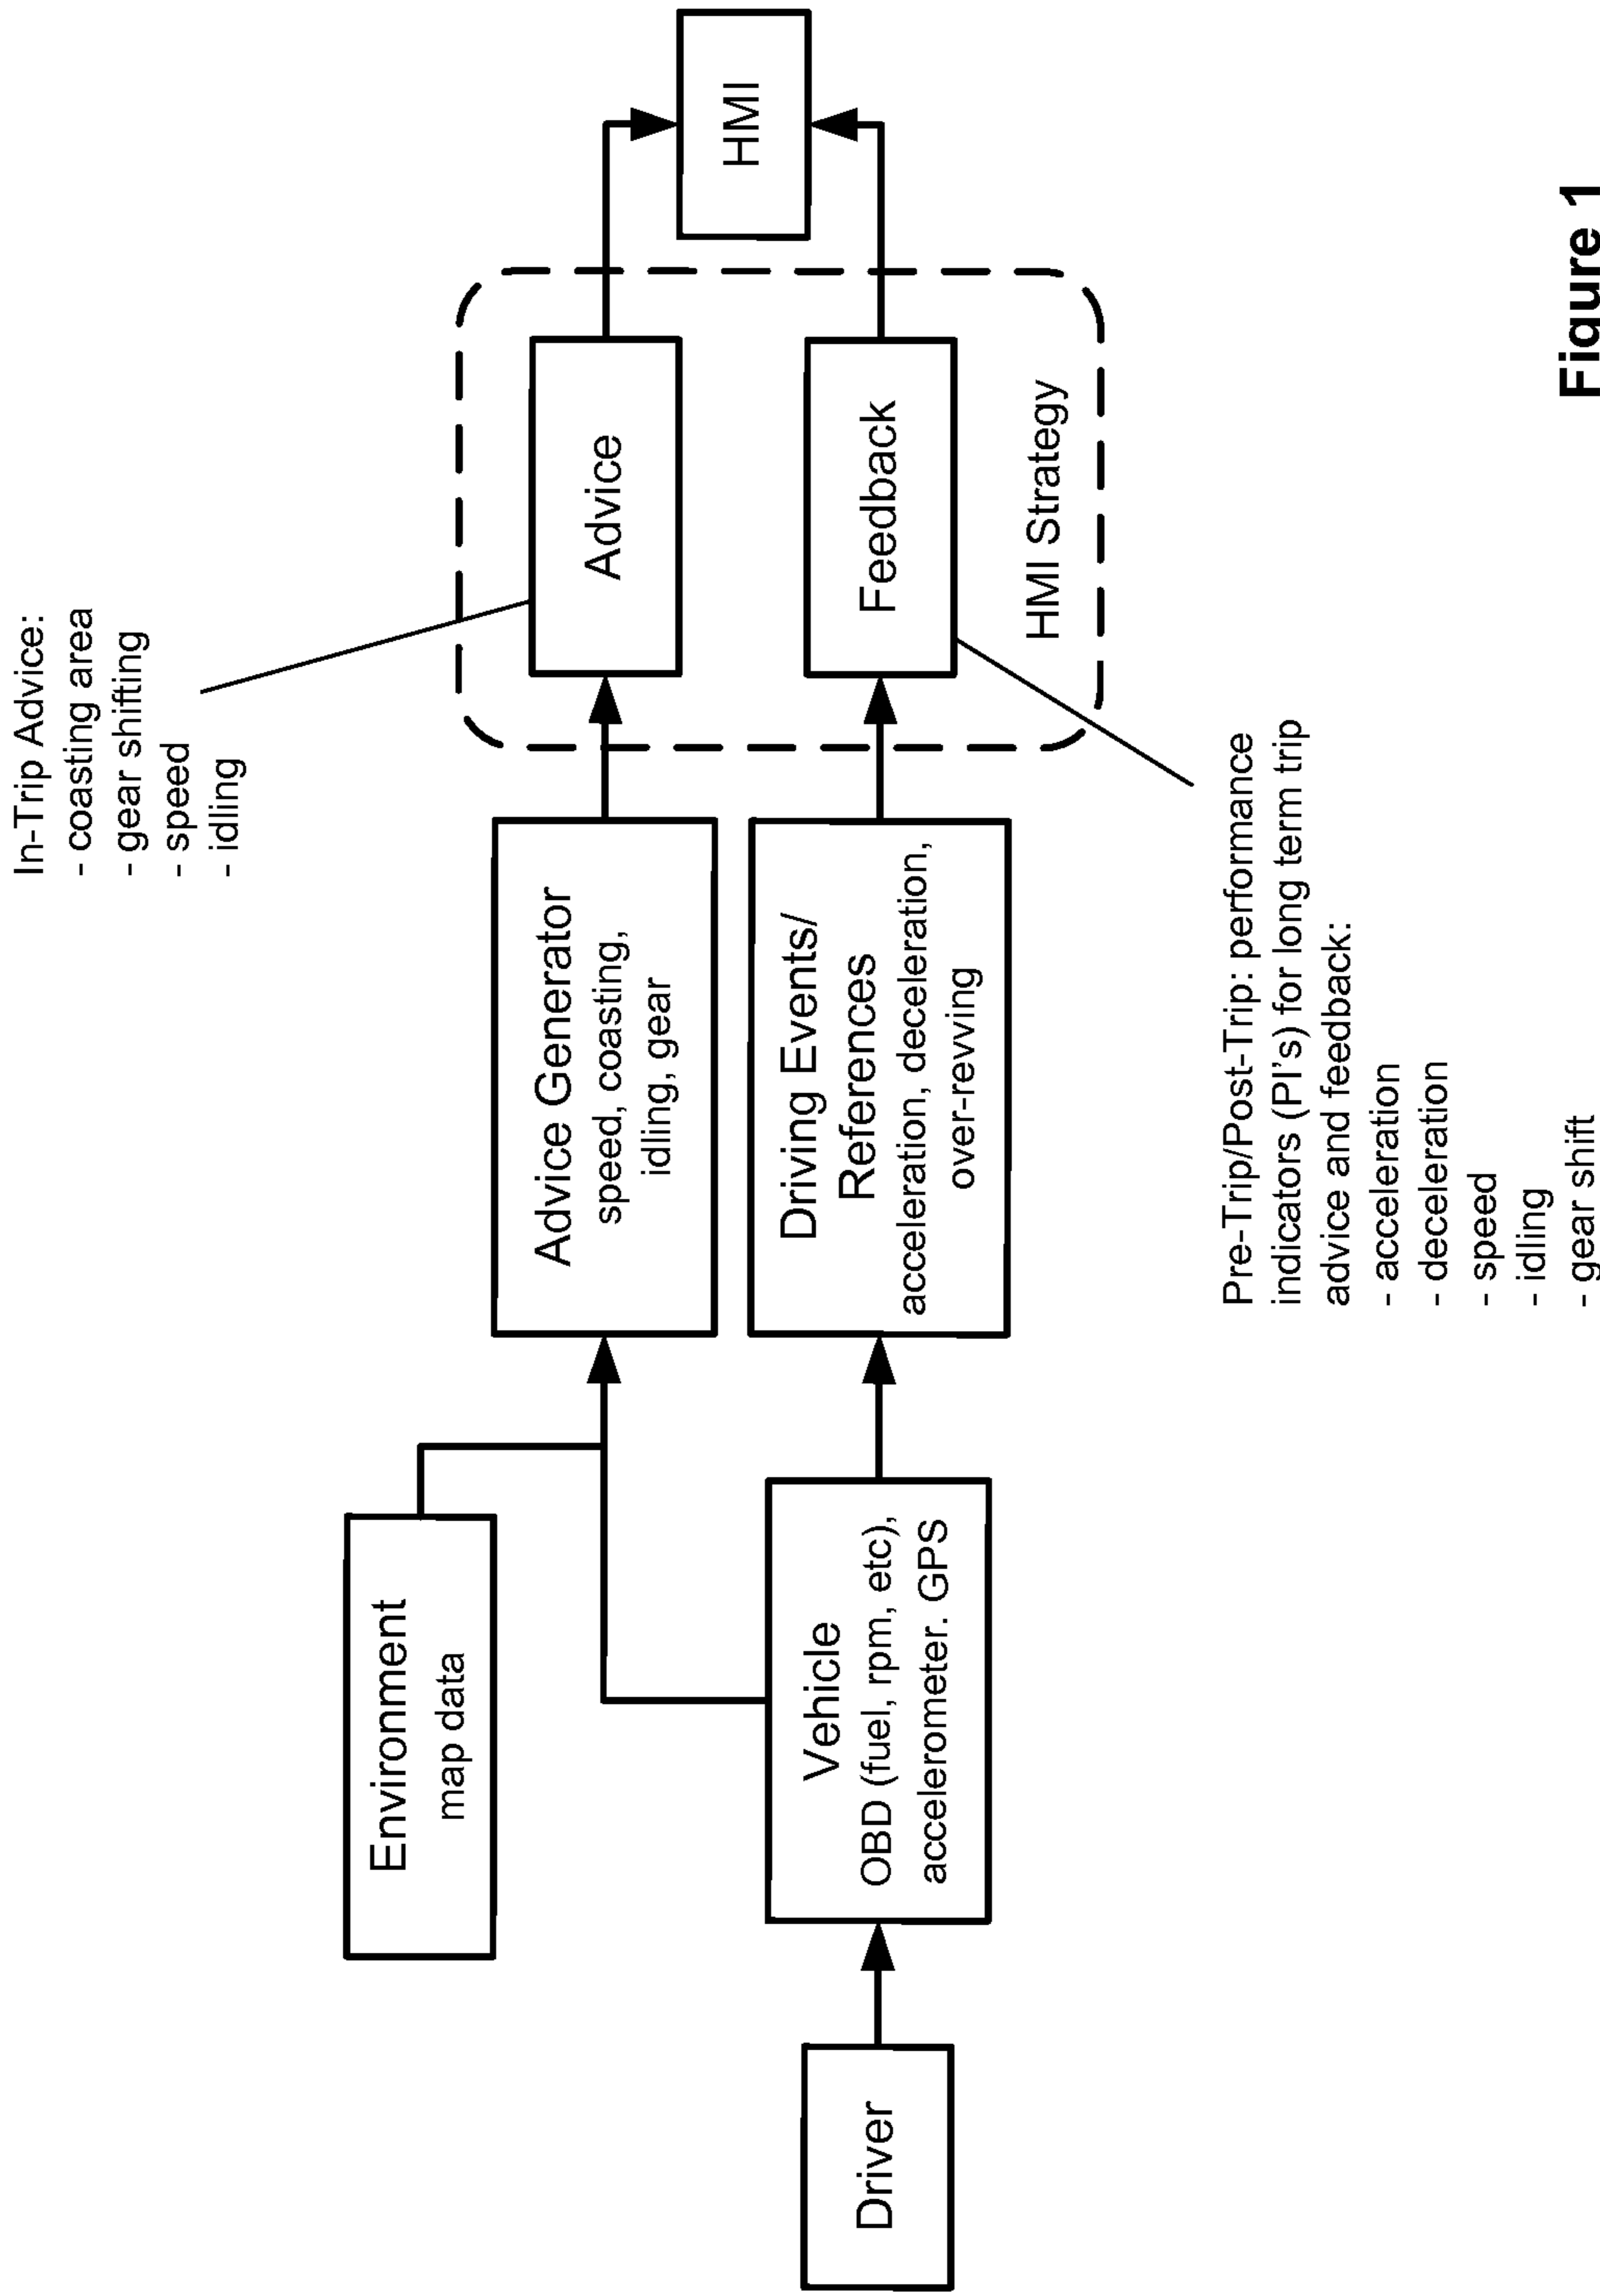 In-Trip Advice:
- coasting area
- gear shifting
- speed
- idling
Environment
map data
Advice Generator
speed, coasting,
idling, gear
Advice
HMI
Driver
Vehicle
OBD (fuel, rpm, etc),
accelerometer. GPS
Driving Events/
References
acceleration, deceleration,
over-revving
Feedback
HMI Strategy
Pre-Trip/Post-Trip: performance
indicators (PI's) for long term trip
advice and feedback:
- acceleration
- deceleration
- speed
- idling
- gear shift
Figure 1